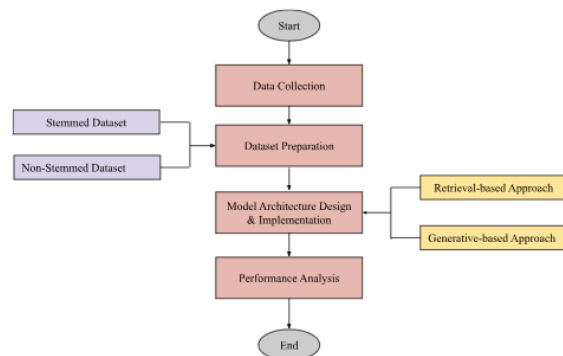 Start
Data Collection
Stemmed Dataset
Dataset Preparation
Non-Stemmed Dataset
Retrieval-based Approach
Model Architecture Design
& Implementation
Generative-based Approach
Performance Analysis
End